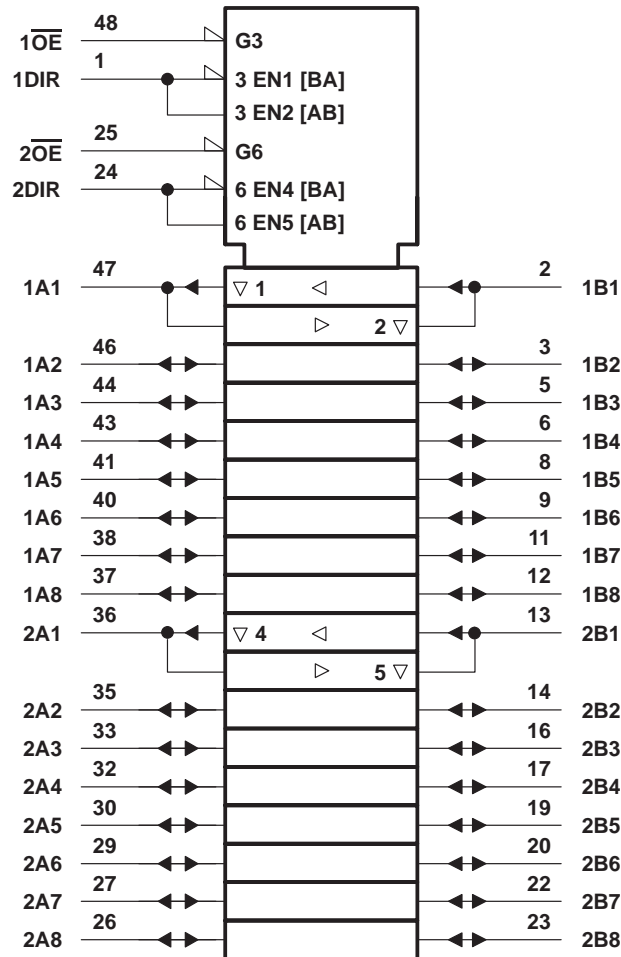 48
1O̅E̅ G3
1
1DIR 3 EN1 [BA]
3 EN2 [AB]
25
2O̅E̅ G6
24
2DIR 6 EN4 [BA]
6 EN5 [AB]
47 2
1A1 ▽ 1 ◁ 1B1
▷ 2 ▽
46 3
1A2 1B2
44 5
1A3 1B3
43 6
1A4 1B4
41 8
1A5 1B5
40 9
1A6 1B6
38 11
1A7 1B7
37 12
1A8 1B8
36 13
2A1 ▽ 4 ◁ 2B1
▷ 5 ▽
35 14
2A2 2B2
33 16
2A3 2B3
32 17
2A4 2B4
30 19
2A5 2B5
29 20
2A6 2B6
27 22
2A7 2B7
26 23
2A8 2B8